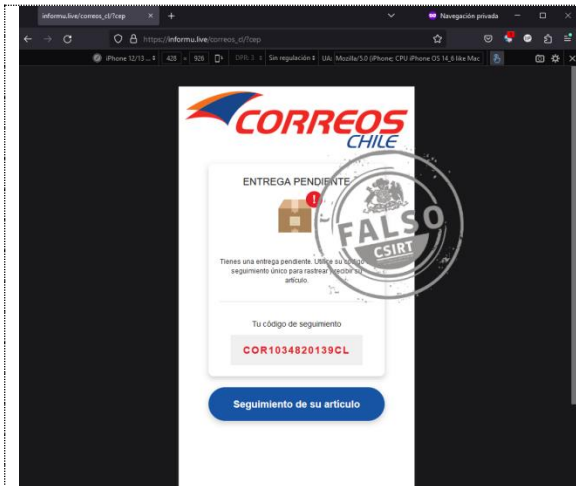 informu.live/correos_cl/?cep
Navegación privada
https://informu.live/correos_cl/?cep
iPhone 12/13 ... 428 × 926 DPR: 3 Sin regulación UA: Mozilla/5.0 (iPhone; CPU iPhone OS 14_6 like Mac
CORREOS
CHILE
ENTREGA PENDIENTE
!
FALSO
CSIRT
Tienes una entrega pendiente. Utilice su código
seguimiento único para rastrear y recibir su
artículo.
Tu código de seguimiento
COR1034820139CL
Seguimiento de su articulo